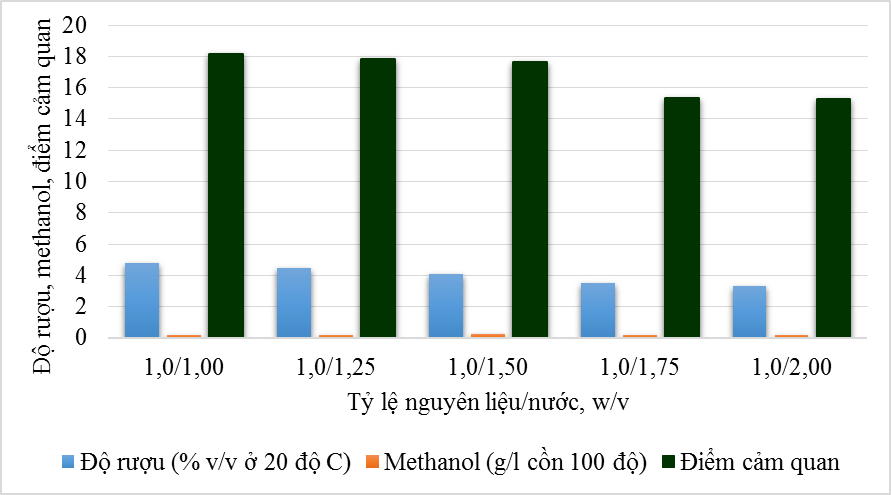 20
18
16
14
12
10
8
6
4
2
0
Độ rượu, methanol, điểm cảm quan
1,0/1,00 1,0/1,25 1,0/1,50 1,0/1,75 1,0/2,00
Tỷ lệ nguyên liệu/nước, w/v
Độ rượu (% v/v ở 20 độ C) Methanol (g/l cồn 100 độ) Điểm cảm quan